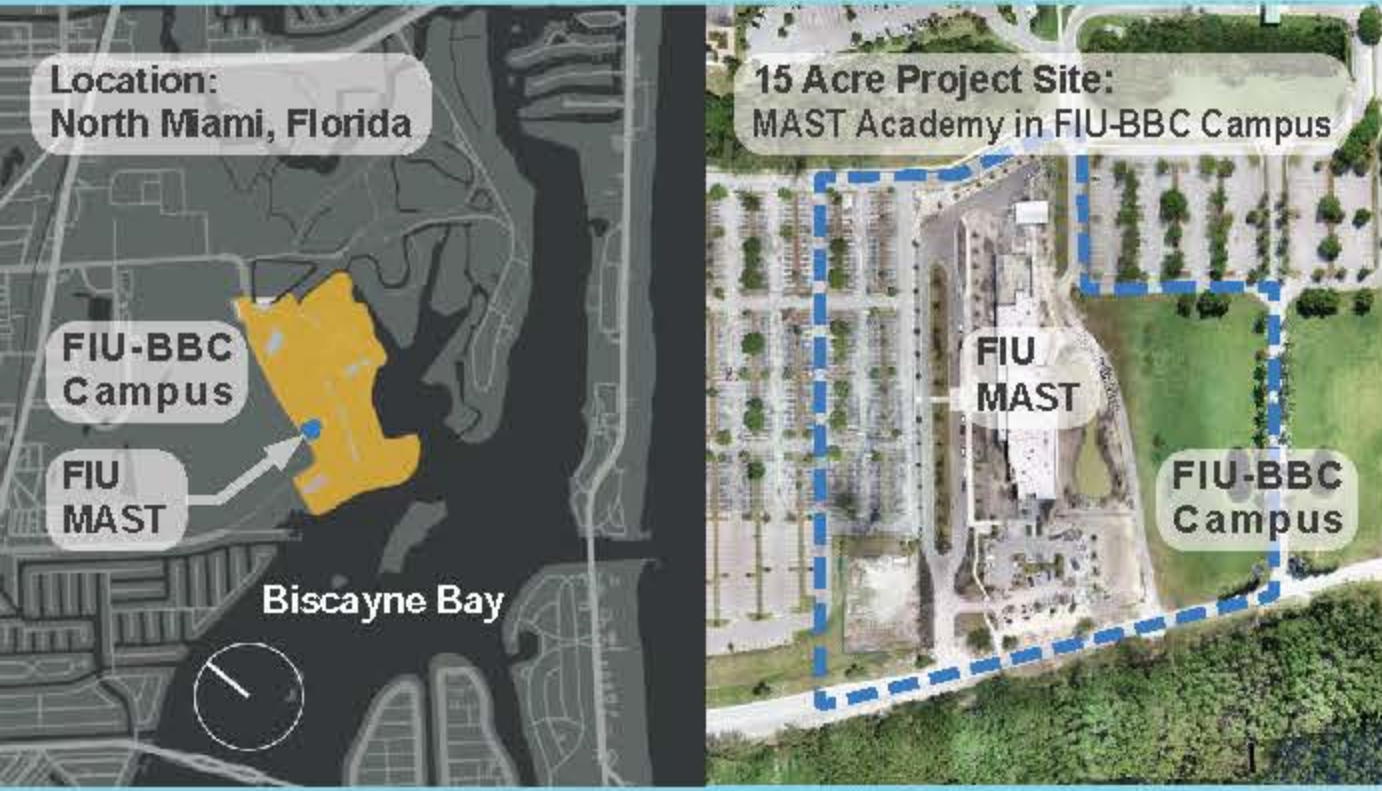 Location:
North Miami, Florida
FIU-BBC
Campus
FIU
MAST
Biscayne Bay
15 Acre Project Site:
MAST Academy in FIU-BBC Campus
FIU
MAST
FIU-BBC
Campus